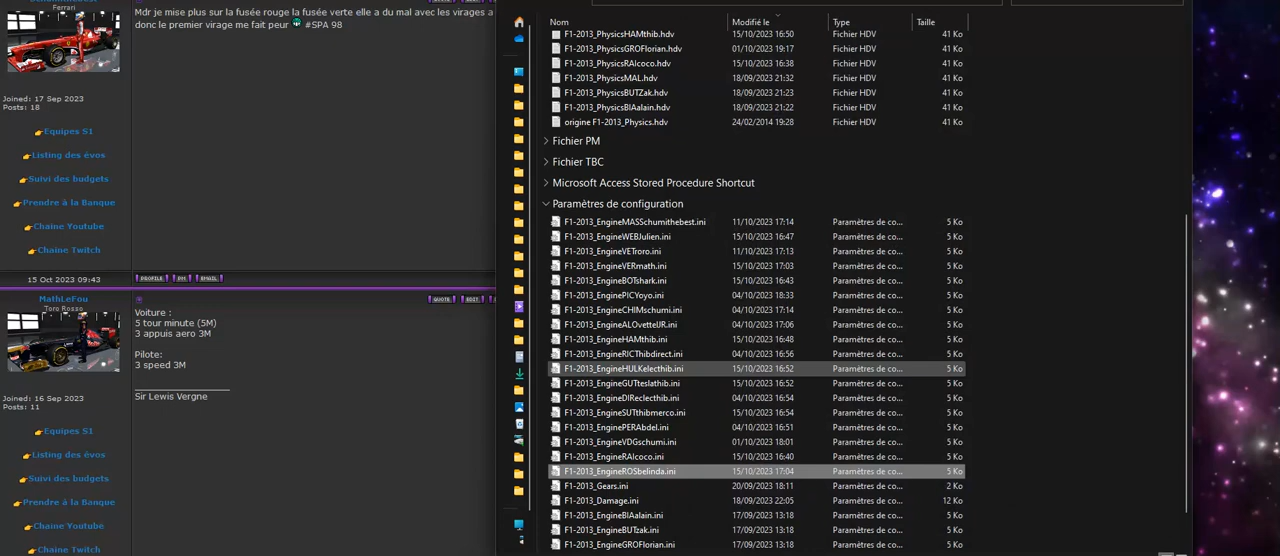 Ferrari
Mdr je mise plus sur la fusée rouge la fusée verte elle a du mal avec les virages a
donc le premier virage me fait peur #SPA 98
Joined: 17 Sep 2023
Posts: 18
Equipes S1
Listing des évos
Suivi des budgets
Prendre à la Banque
Chaine Youtube
Chaine Twitch
15 Oct 2023 09:43
PROFILE PM EMAIL
MathLeFou
Toro Rosso
QUOTE EDIT
Voiture :
5 tour minute (5M)
3 appuis aero 3M
Pilote:
3 speed 3M
Sir Lewis Vergne
Joined: 16 Sep 2023
Posts: 11
Equipes S1
Listing des évos
Suivi des budgets
Prendre à la Banque
Chaine Youtube
Chaine Twitch
Nom Modifié le Type Taille
F1-2013_PhysicsHAMthib.hdv 15/10/2023 16:50 Fichier HDV 41 Ko
F1-2013_PhysicsGROFlorian.hdv 01/10/2023 19:17 Fichier HDV 41 Ko
F1-2013_PhysicsRAIcoco.hdv 15/10/2023 16:38 Fichier HDV 41 Ko
F1-2013_PhysicsMAL.hdv 18/09/2023 21:32 Fichier HDV 41 Ko
F1-2013_PhysicsBUTZak.hdv 18/09/2023 21:23 Fichier HDV 41 Ko
F1-2013_PhysicsBIAalain.hdv 18/09/2023 21:22 Fichier HDV 41 Ko
origine F1-2013_Physics.hdv 24/02/2014 19:28 Fichier HDV 41 Ko
Fichier PM
Fichier TBC
Microsoft Access Stored Procedure Shortcut
Paramètres de configuration
F1-2013_EngineMASSchumithebest.ini 11/10/2023 17:14 Paramètres de co... 5 Ko
F1-2013_EngineWEBJulien.ini 15/10/2023 16:47 Paramètres de co... 5 Ko
F1-2013_EngineVETroro.ini 11/10/2023 17:13 Paramètres de co... 5 Ko
F1-2013_EngineVERmath.ini 15/10/2023 17:03 Paramètres de co... 5 Ko
F1-2013_EngineBOTshark.ini 15/10/2023 16:43 Paramètres de co... 5 Ko
F1-2013_EnginePICYoyo.ini 04/10/2023 18:33 Paramètres de co... 5 Ko
F1-2013_EngineCHIMschumi.ini 04/10/2023 17:14 Paramètres de co... 5 Ko
F1-2013_EngineALOvettelJR.ini 04/10/2023 17:06 Paramètres de co... 5 Ko
F1-2013_EngineHAMthib.ini 15/10/2023 16:48 Paramètres de co... 5 Ko
F1-2013_EngineRICThibdirect.ini 04/10/2023 16:56 Paramètres de co... 5 Ko
F1-2013_EngineHULKelecthib.ini 15/10/2023 16:52 Paramètres de co... 5 Ko
F1-2013_EngineGUTteslathib.ini 15/10/2023 16:52 Paramètres de co... 5 Ko
F1-2013_EngineDIReclecthib.ini 04/10/2023 16:54 Paramètres de co... 5 Ko
F1-2013_EngineSUTthibmerco.ini 04/10/2023 16:54 Paramètres de co... 5 Ko
F1-2013_EnginePERAbdel.ini 04/10/2023 16:51 Paramètres de co... 5 Ko
F1-2013_EngineVDGschumi.ini 01/10/2023 18:01 Paramètres de co... 5 Ko
F1-2013_EngineRAIcoco.ini 15/10/2023 16:40 Paramètres de co... 5 Ko
F1-2013_EngineROSbelinda.ini 15/10/2023 17:04 Paramètres de co... 5 Ko
F1-2013_Gears.ini 20/09/2023 18:11 Paramètres de co... 2 Ko
F1-2013_Damage.ini 18/09/2023 22:05 Paramètres de co... 12 Ko
F1-2013_EngineBIAalain.ini 17/09/2023 13:18 Paramètres de co... 5 Ko
F1-2013_EngineBUTZak.ini 17/09/2023 13:18 Paramètres de co... 5 Ko
F1-2013_EngineGROFlorian.ini 17/09/2023 13:18 Paramètres de co... 5 Ko